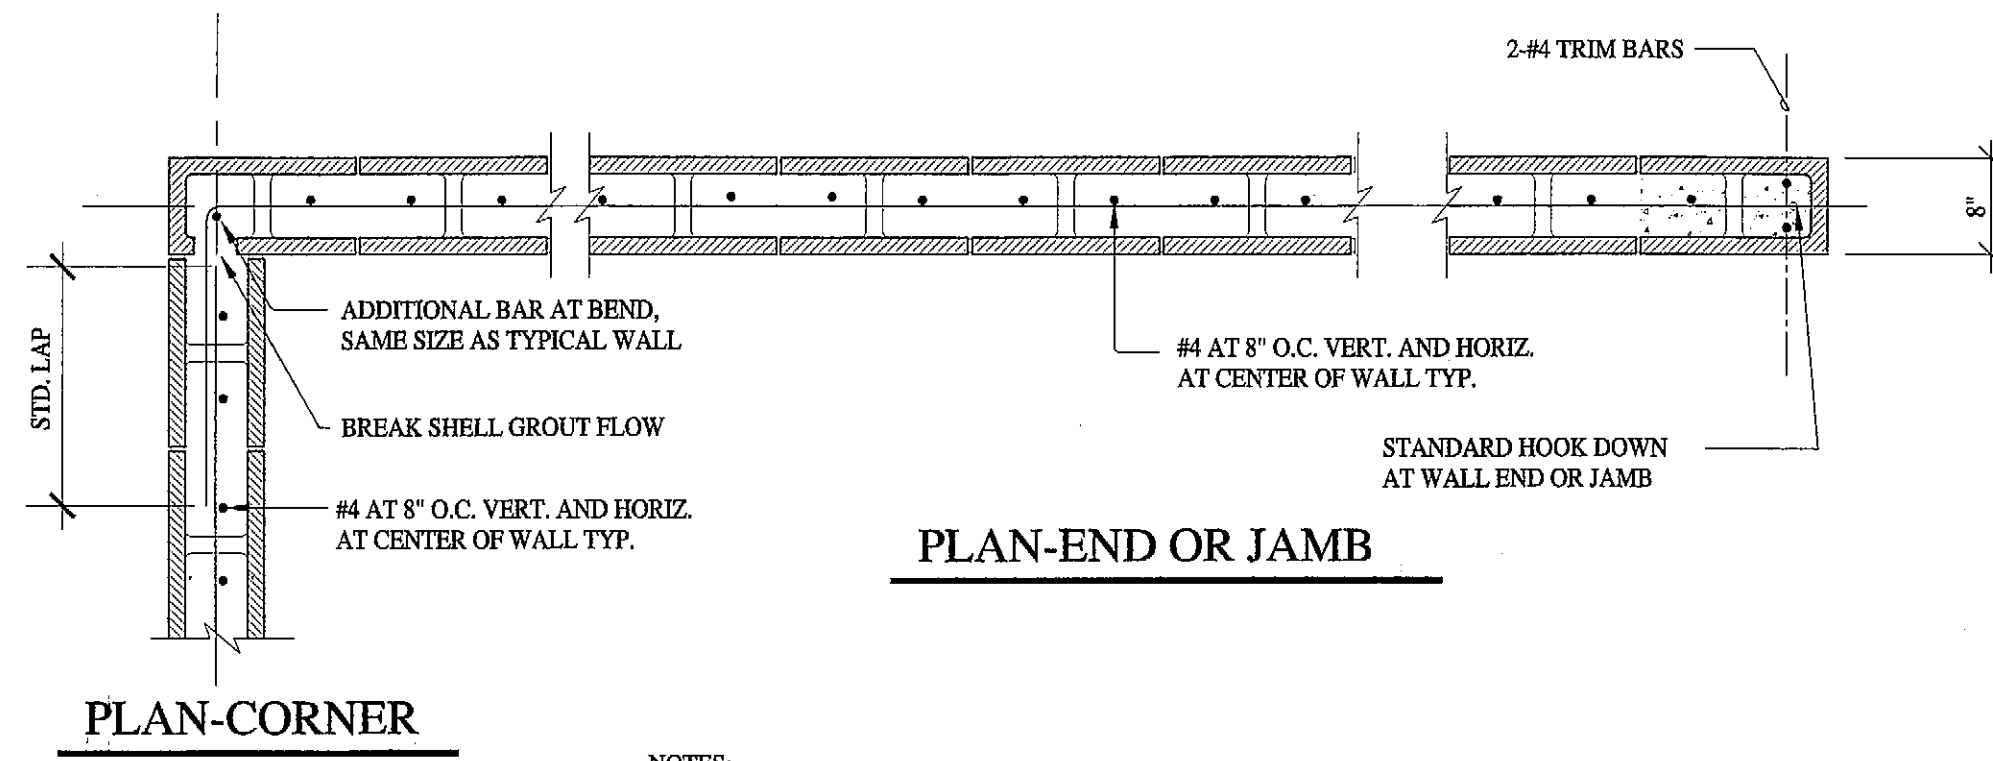 2-#4 TRIM BARS
8"
ADDITIONAL BAR AT BEND,
SAME SIZE AS TYPICAL WALL
#4 AT 8" O.C. VERT. AND HORIZ.
AT CENTER OF WALL TYP.
STD. LAP
BREAK SHELL GROUT FLOW
STANDARD HOOK DOWN
AT WALL END OR JAMB
#4 AT 8" O.C. VERT. AND HORIZ.
AT CENTER OF WALL TYP.
PLAN-END OR JAMB
PLAN-CORNER
NOTES: